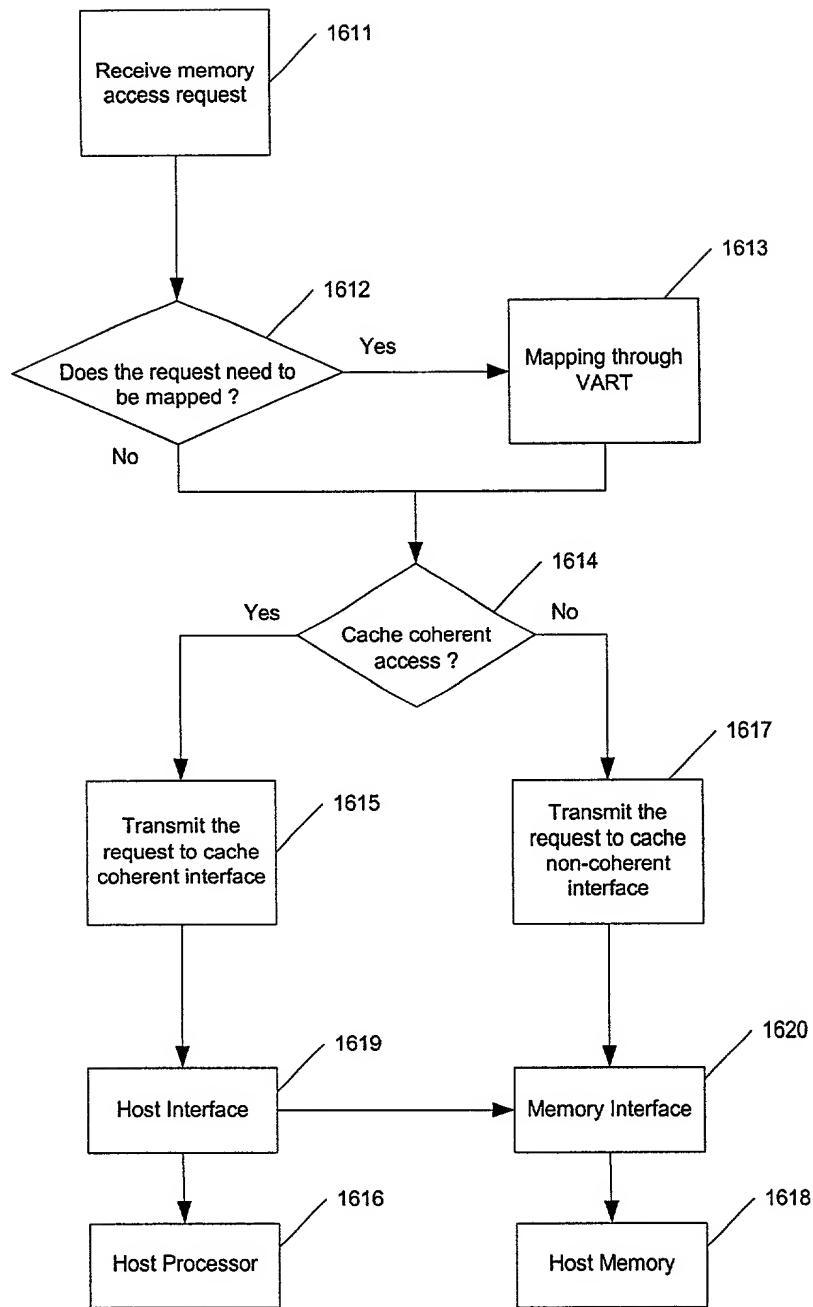 1611
Receive memory
access request
1612
1613
Does the request need to
be mapped ?
Yes
Mapping through
VART
No
1614
Yes
No
Cache coherent
access ?
1615
1617
Transmit the
request to cache
coherent interface
Transmit the
request to cache
non-coherent
interface
1619
1620
Host Interface
Memory Interface
1616
1618
Host Processor
Host Memory